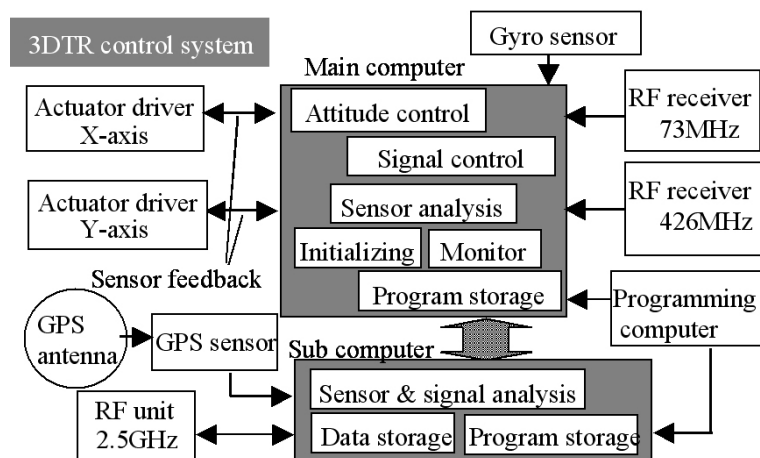 3DTR control system
Gyro sensor
Main computer
Actuator driver
X-axis
Attitude control
RF receiver
73MHz
Signal control
Actuator driver
Y-axis
Sensor analysis
RF receiver
426MHz
Initializing
Monitor
Sensor feedback
Program storage
Programming
computer
GPS
antenna
GPS sensor
Sub computer
Sensor & signal analysis
RF unit
2.5GHz
Data storage
Program storage